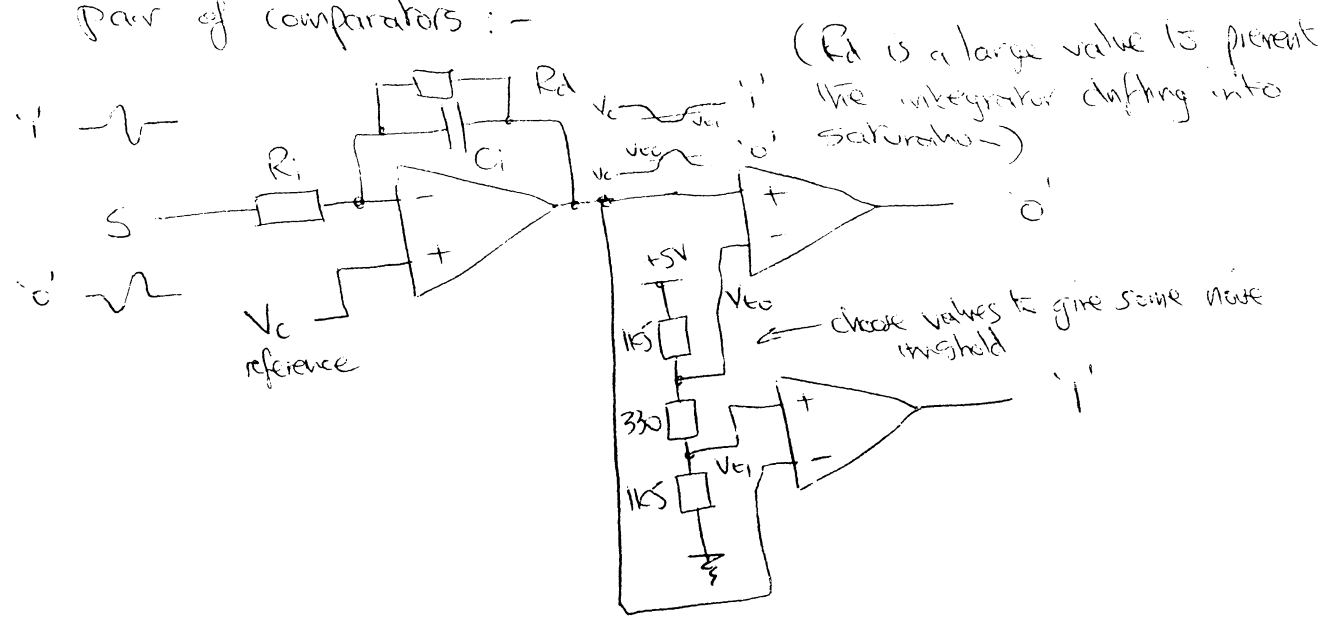 pair of comparators : -
(Rd is a large value to prevent
the integrator drifting into
saturation)
'1'
Rd
Ci
Ri
S
'0'
Vc
reference
-
+
Vc
Vt1
'1'
Vt0
Vc
'0'
+
-
'0'
+5V
1k5
Vt0
choose values to give some noise
threshold
330
Vt1
1k5
+
-
'1'